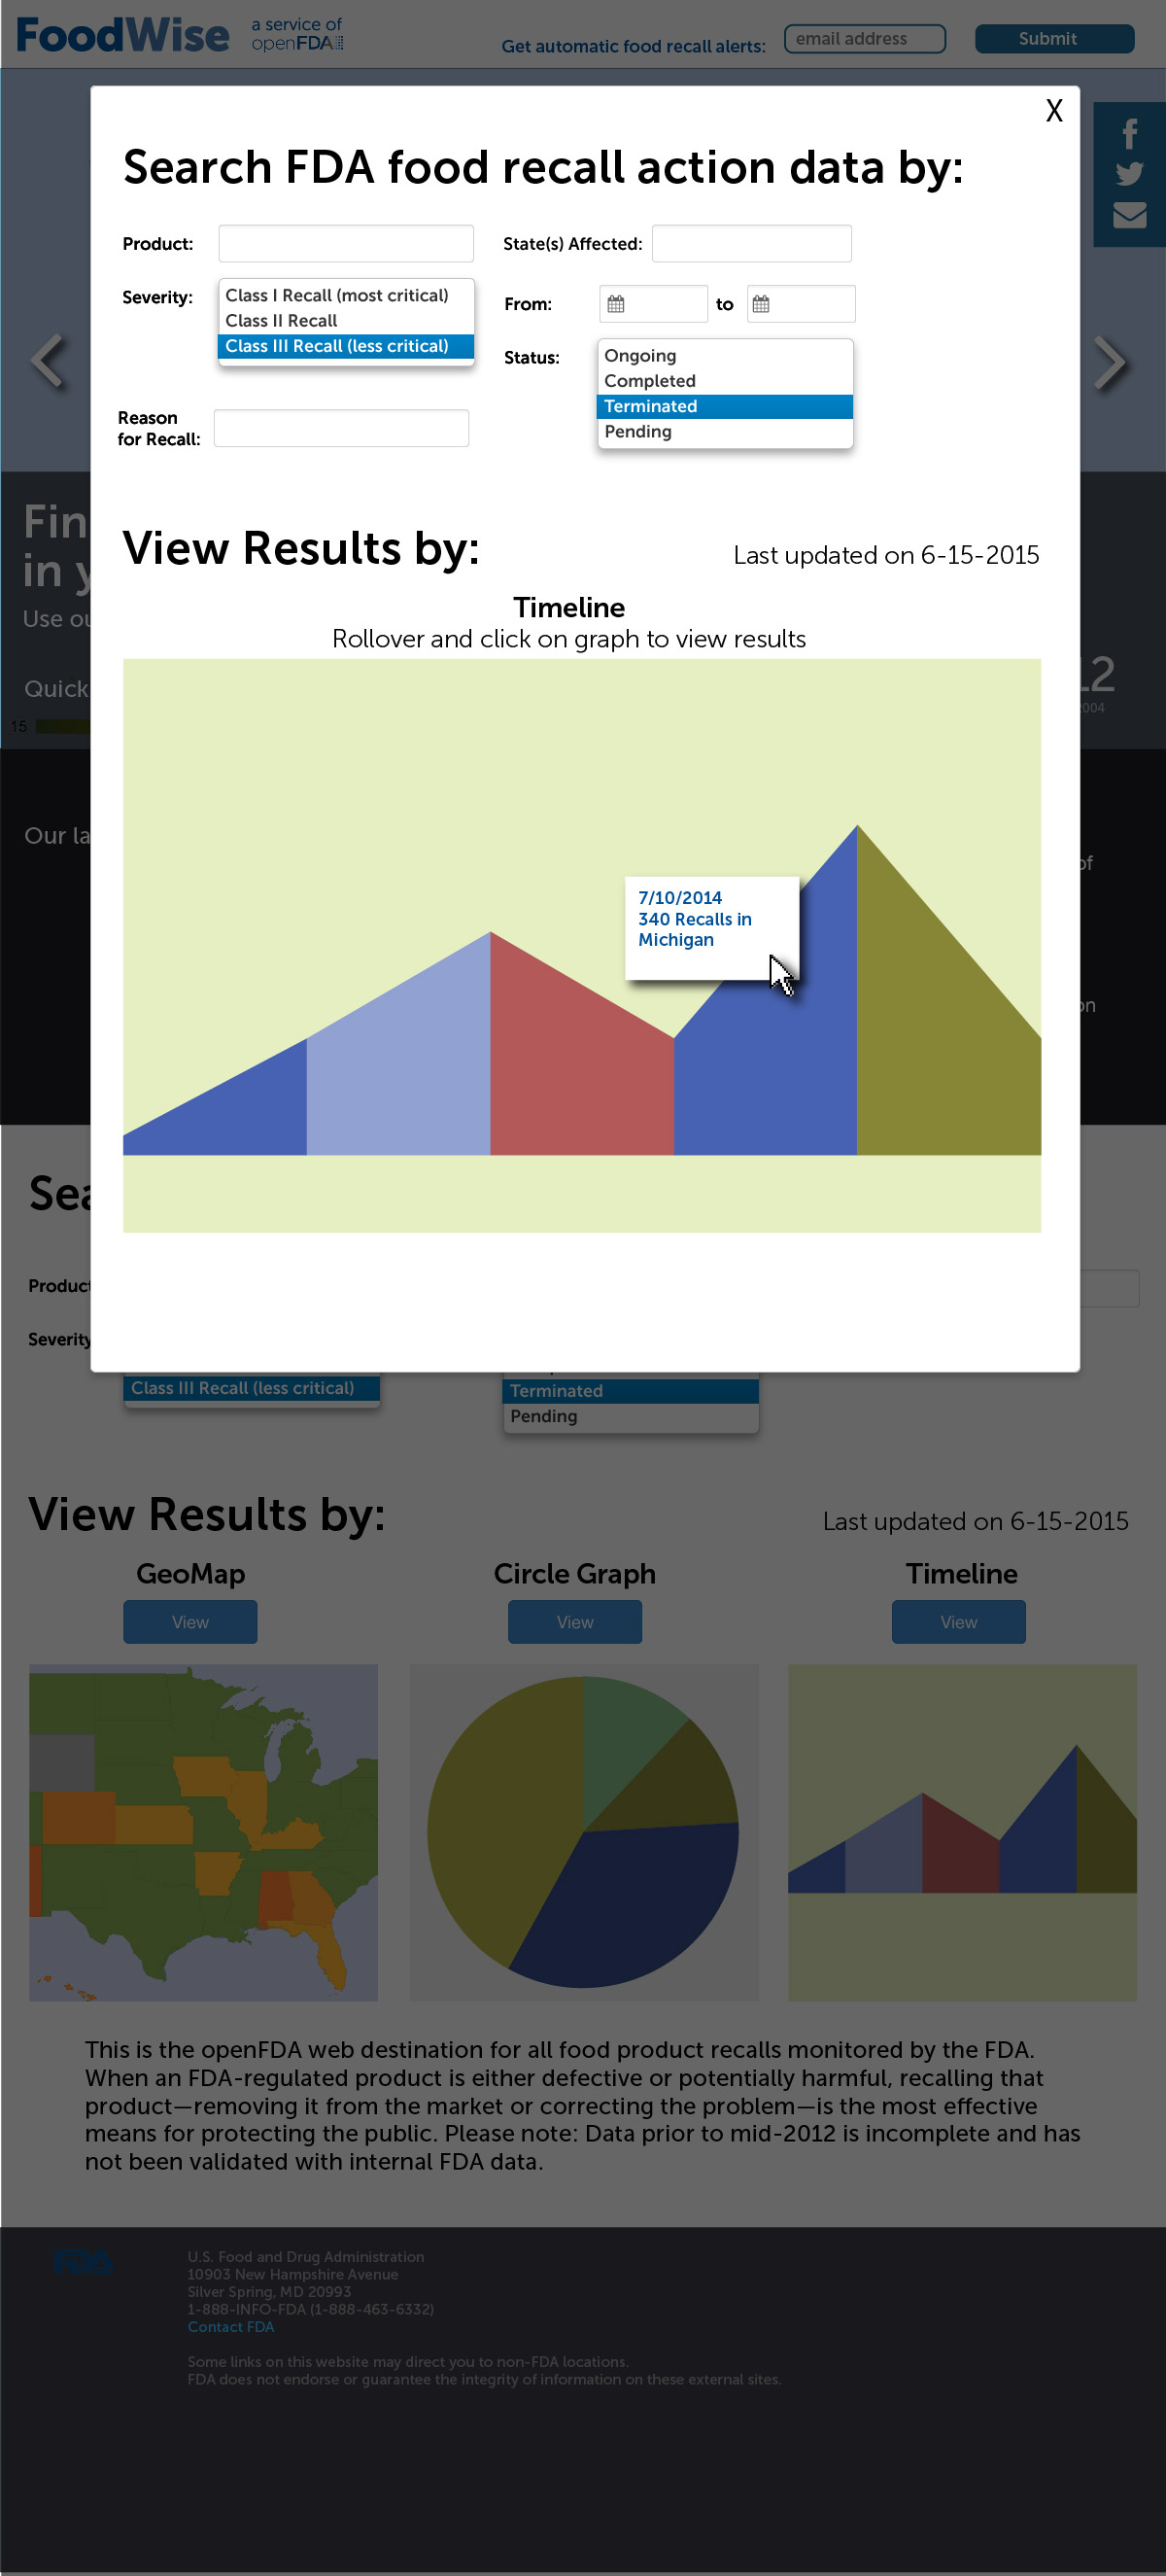 FoodWise
a service of
openFDA
Get automatic food recall alerts:
email address
Submit
X
Search FDA food recall action data by:
Product:
State(s) Affected:
Severity:
Class I Recall (most critical)
Class II Recall
Class III Recall (less critical)
From:
to
Status:
Ongoing
Completed
Terminated
Pending
Reason
for Recall:
Fin
in y
Use ou
Quick
15
12
2004
View Results by:
Last updated on 6-15-2015
Timeline
Rollover and click on graph to view results
Our la
of
7/10/2014
340 Recalls in
Michigan
on
Sea
Product
Severity
Class III Recall (less critical)
Terminated
Pending
View Results by:
Last updated on 6-15-2015
GeoMap
Circle Graph
Timeline
View
View
View
This is the openFDA web destination for all food product recalls monitored by the FDA.
When an FDA-regulated product is either defective or potentially harmful, recalling that
product—removing it from the market or correcting the problem—is the most effective
means for protecting the public. Please note: Data prior to mid-2012 is incomplete and has
not been validated with internal FDA data.
FDA
U.S. Food and Drug Administration
10903 New Hampshire Avenue
Silver Spring, MD 20993
1-888-INFO-FDA (1-888-463-6332)
Contact FDA
Some links on this website may direct you to non-FDA locations.
FDA does not endorse or guarantee the integrity of information on these external sites.